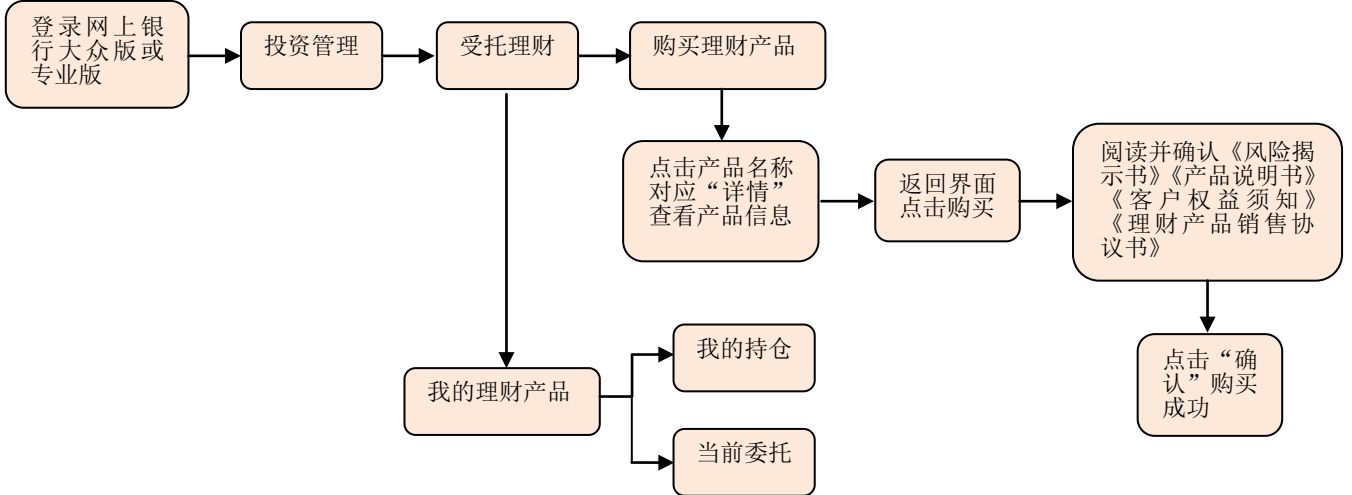 登录网上银
行大众版或
专业版
投资管理
受托理财
购买理财产品
点击产品名称
对应“详情”
查看产品信息
返回界面
点击购买
阅读并确认《风险揭
示书》《产品说明书》
《客户权益须知》
《理财产品销售协
议书》
点击“确
认”购买
成功
我的理财产品
我的持仓
当前委托